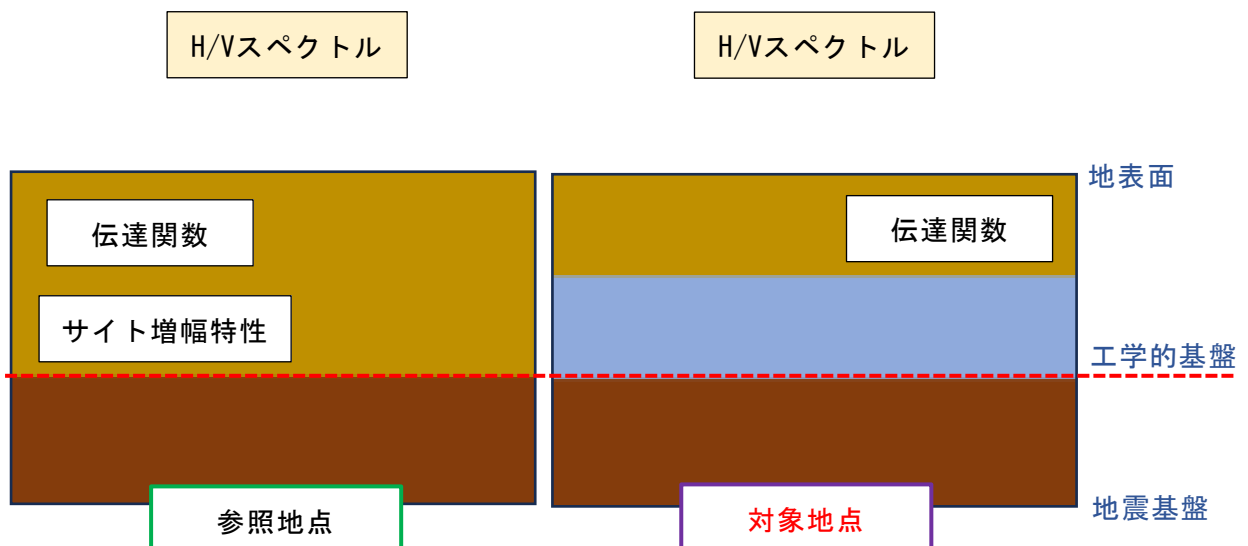 H/Vスペクトル
H/Vスペクトル
地表面
伝達関数
伝達関数
サイト増幅特性
工学的基盤
参照地点
対象地点
地震基盤